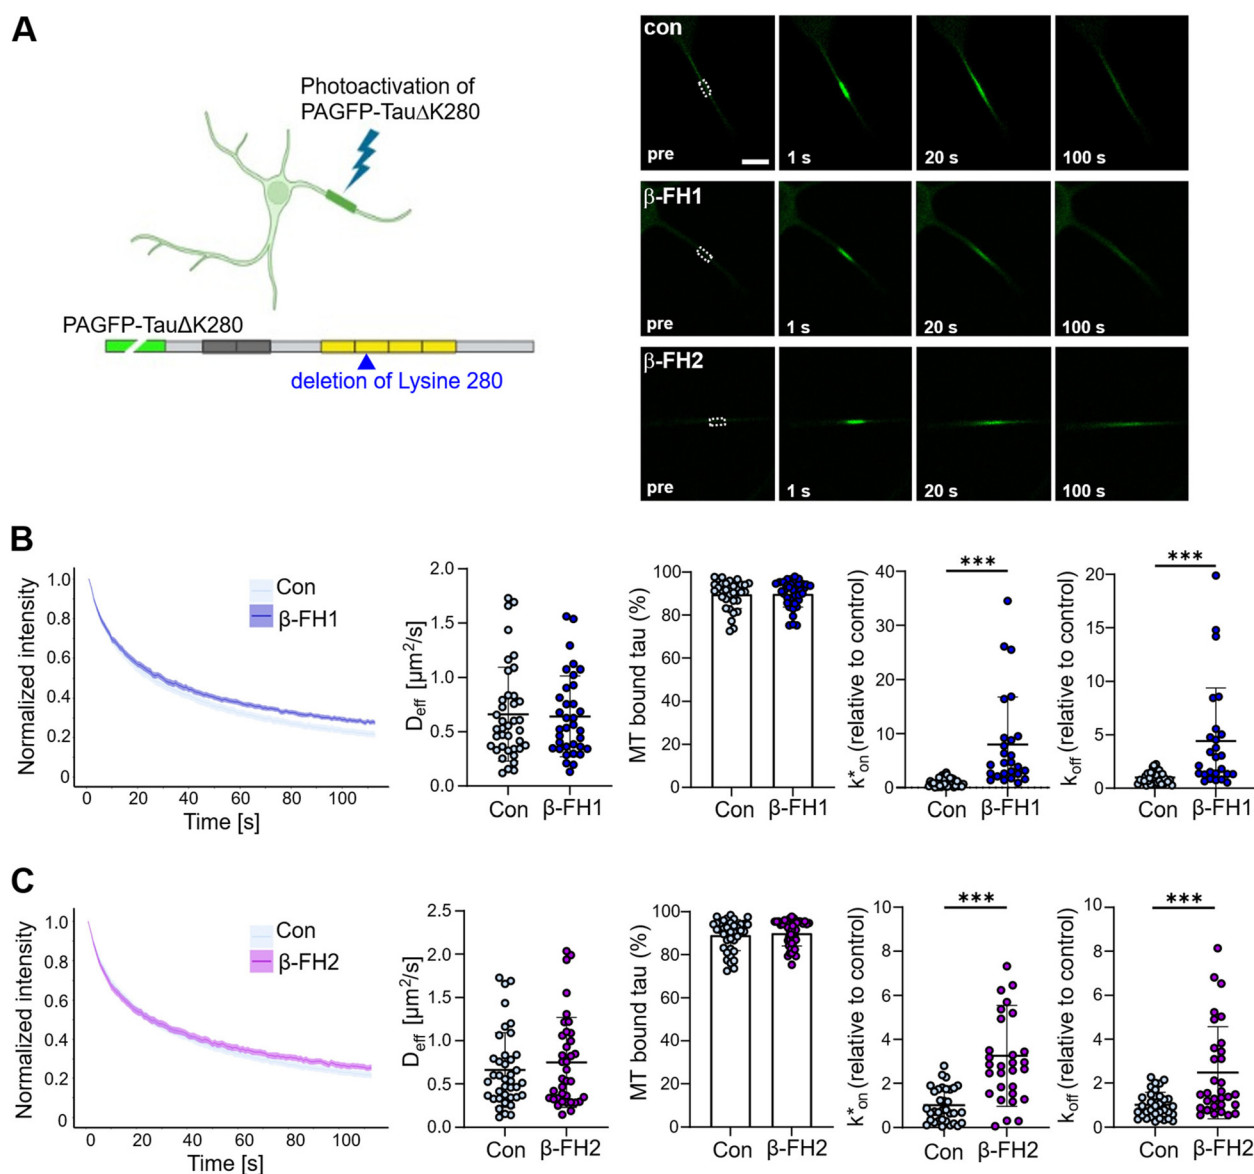 A
Photoactivation of
PAGFP-TauΔK280
PAGFP-TauΔK280
deletion of Lysine 280
con
pre
1 s
20 s
100 s
β-FH1
pre
1 s
20 s
100 s
β-FH2
pre
1 s
20 s
100 s
B
Normalized intensity
1.0
0.8
0.6
0.4
0.2
0
0 20 40 60 80 100
Time [s]
Con
β-FH1
Deff [µm²/s]
2.0
1.5
1.0
0.5
0.0
Con β-FH1
MT bound tau (%)
100
80
60
40
20
0
Con β-FH1
k*on (relative to control)
40
30
20
10
0
***
Con β-FH1
koff (relative to control)
20
15
10
5
0
***
Con β-FH1
C
Normalized intensity
1.0
0.8
0.6
0.4
0.2
0
0 20 40 60 80 100
Time [s]
Con
β-FH2
Deff [µm²/s]
2.5
2.0
1.5
1.0
0.5
0.0
Con β-FH2
MT bound tau (%)
100
80
60
40
20
0
Con β-FH2
k*on (relative to control)
10
8
6
4
2
0
***
Con β-FH2
koff (relative to control)
10
8
6
4
2
0
***
Con β-FH2